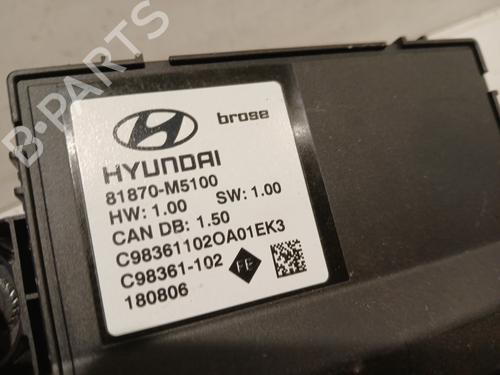 B-PARTS
brose
HYUNDAI
81870-M5100
HW: 1.00 SW: 1.00
CAN DB: 1.50
C98361102OA01EK3
C98361-102
FE
180806